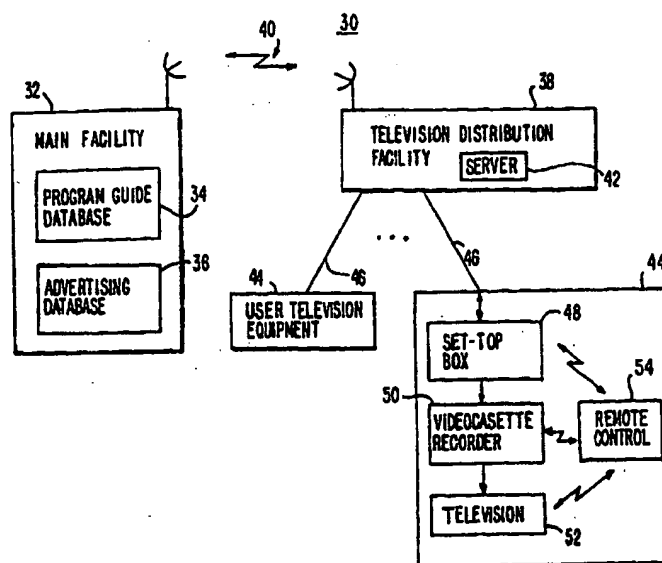 30
40
32
38
MAIN FACILITY
TELEVISION DISTRIBUTION
FACILITY
SERVER
42
PROGRAM GUIDE
DATABASE
34
36
ADVERTISING
DATABASE
...
46
46
44
USER TELEVISION
EQUIPMENT
44
SET-TOP
BOX
48
50
VIDEOCASETTE
RECORDER
54
REMOTE
CONTROL
TELEVISION
52